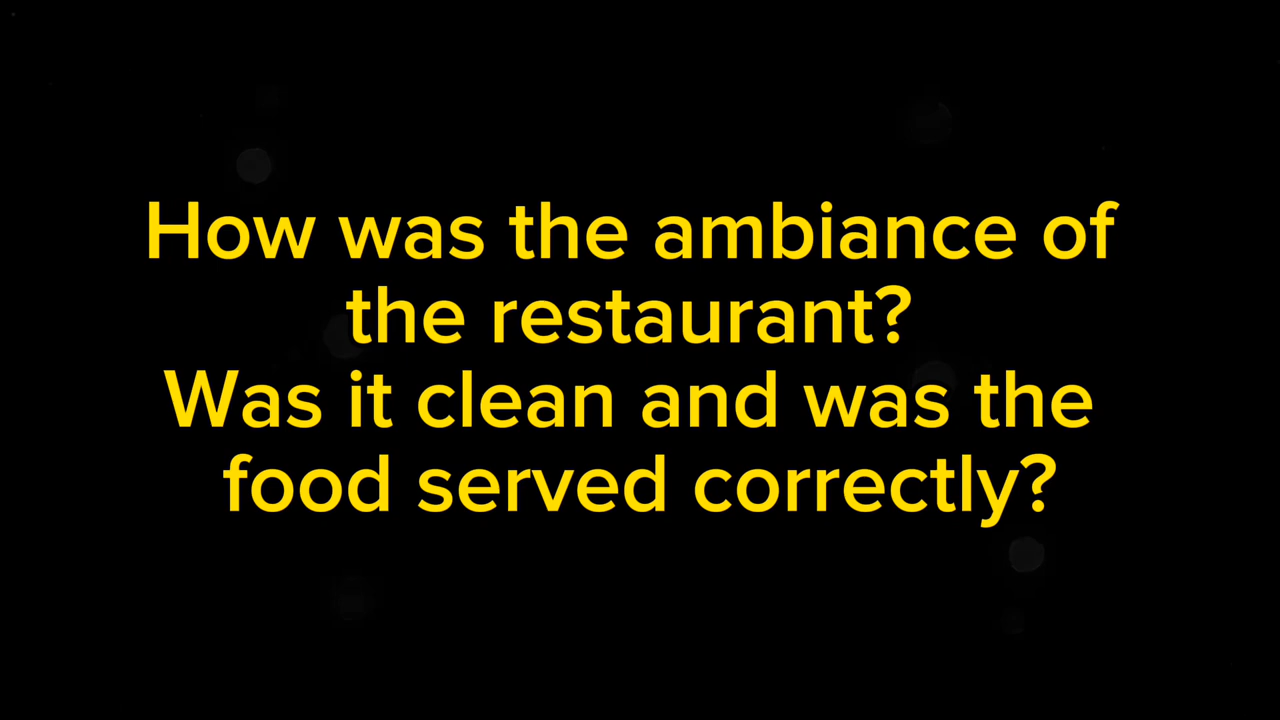 How was the ambiance of
the restaurant?
Was it clean and was the
food served correctly?